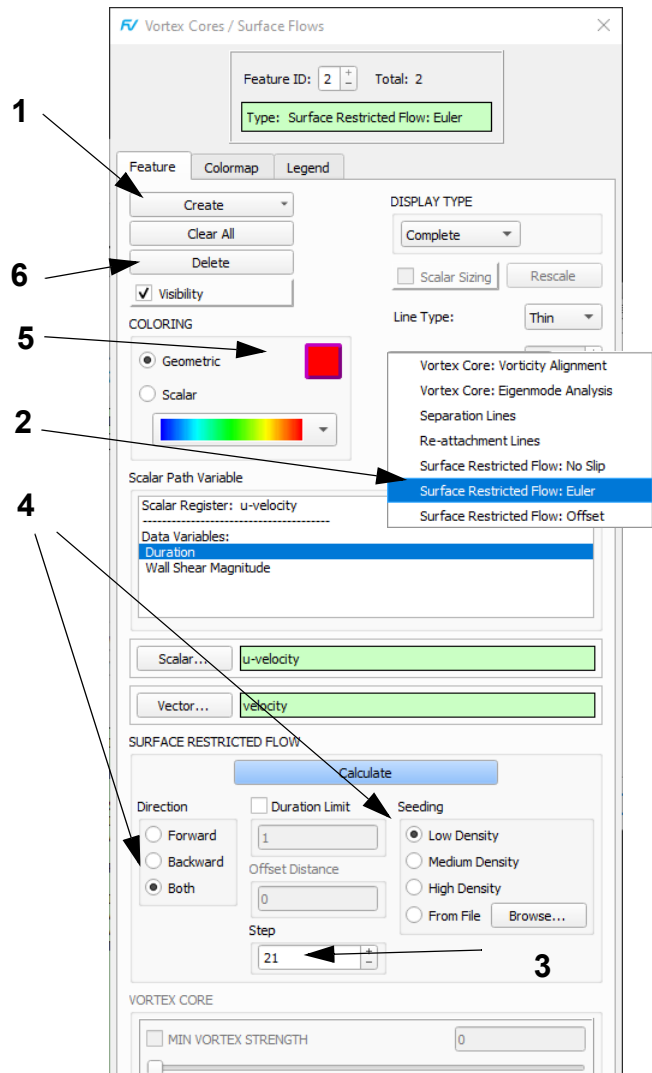 FV Vortex Cores / Surface Flows
Feature ID: 2 Total: 2
Type: Surface Restricted Flow: Euler
1
Feature Colormap Legend
Create
Clear All
Delete
Visibility
6
DISPLAY TYPE
Complete
Scalar Sizing Rescale
Line Type: Thin
COLORING
5
Geometric
Scalar
2
Vortex Core: Vorticity Alignment
Vortex Core: Eigenmode Analysis
Separation Lines
Re-attachment Lines
Surface Restricted Flow: No Slip
Surface Restricted Flow: Euler
Surface Restricted Flow: Offset
Scalar Path Variable
4
Scalar Register: u-velocity
----------------------------------
Data Variables:
Duration
Wall Shear Magnitude
Scalar... u-velocity
Vector... velocity
SURFACE RESTRICTED FLOW
Calculate
Direction
Forward
Backward
Both
Duration Limit
1
Offset Distance
0
Step
21
Seeding
Low Density
Medium Density
High Density
From File Browse...
3
VORTEX CORE
MIN VORTEX STRENGTH 0